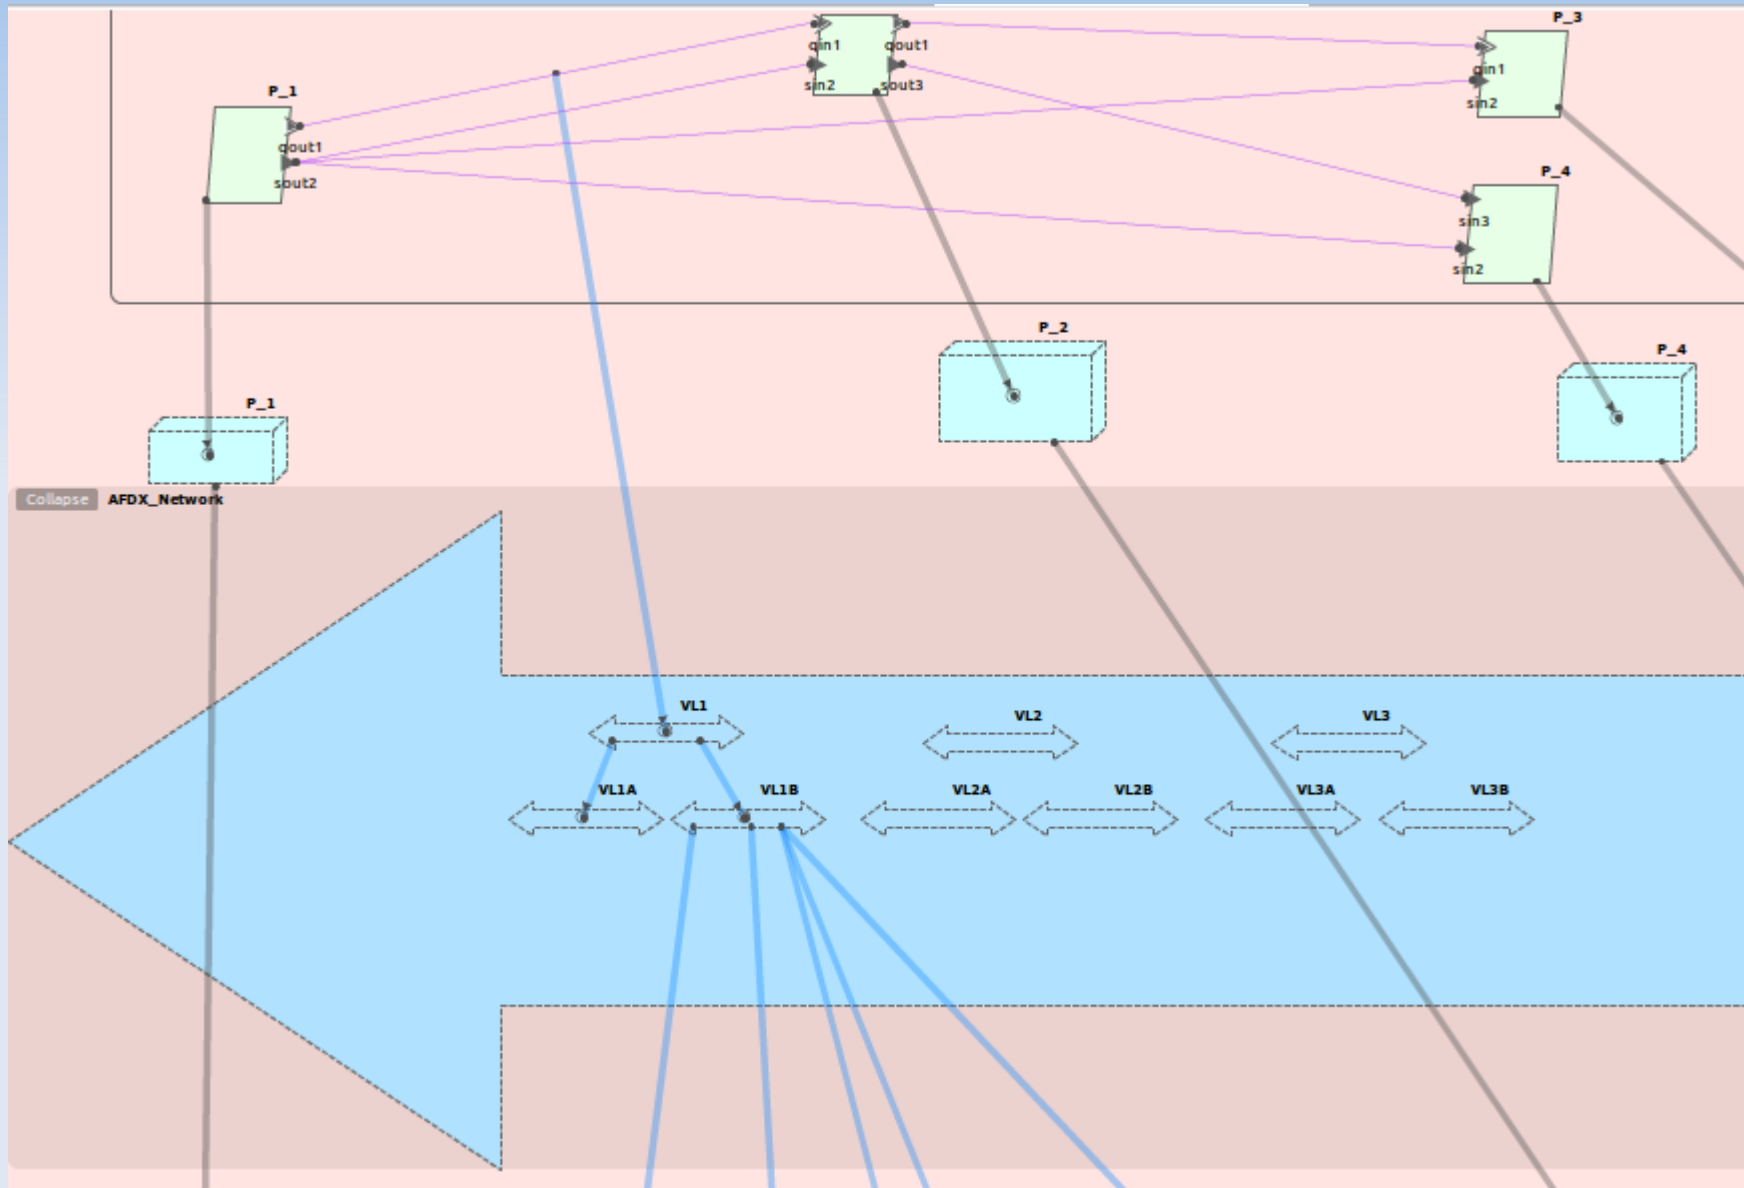 P_3
qin1
qout1
qin1
sin2
sout3
P_1
sin2
qout1
P_4
sout2
sin3
sin2
P_2
P_4
P_1
Collapse AFDX_Network
VL1
VL2
VL3
VL1A
VL1B
VL2A
VL2B
VL3A
VL3B